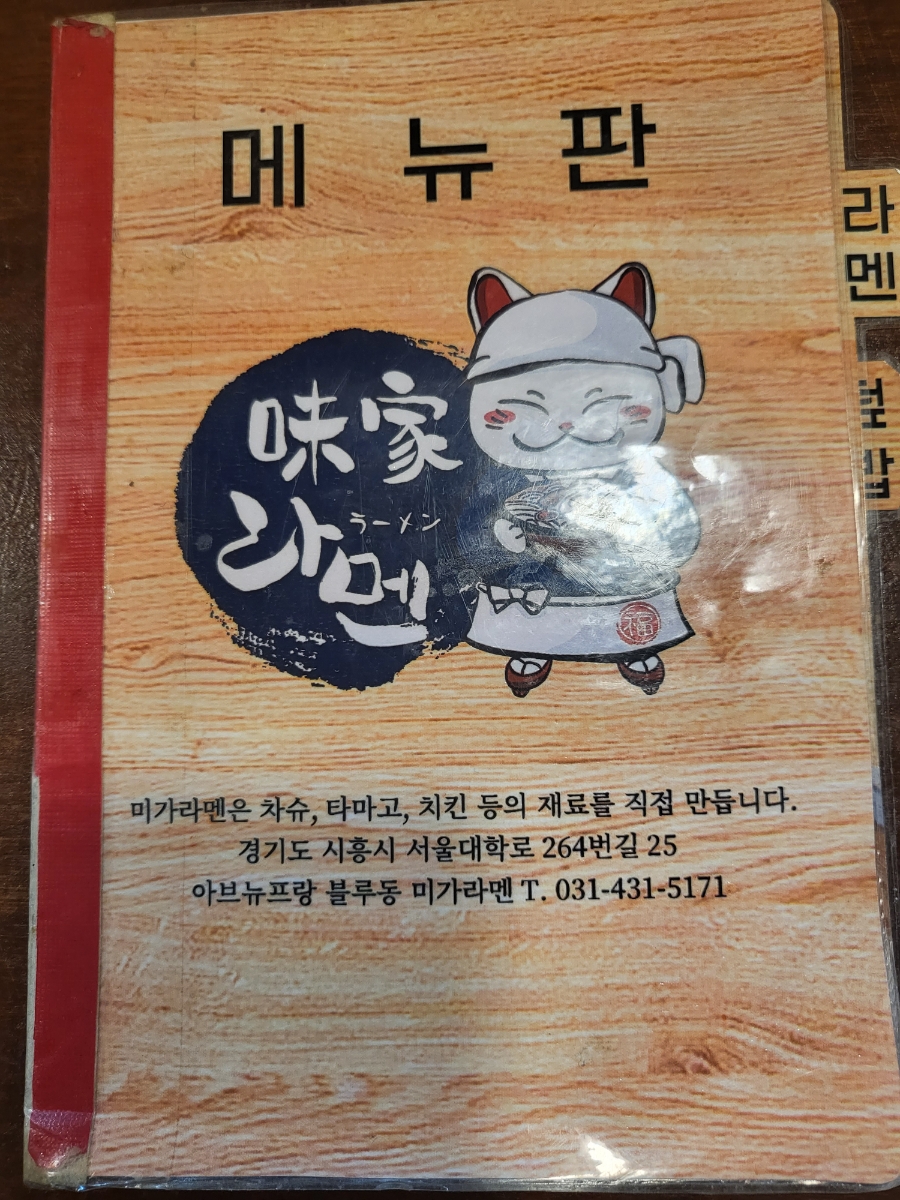 메 뉴 판
味家
라멘
ラーメン
福
미가라멘은 차슈, 타마고, 치킨 등의 재료를 직접 만듭니다.
경기도 시흥시 서울대학로 264번길 25
아브뉴프랑 블루동 미가라멘 T. 031-431-5171
라멘